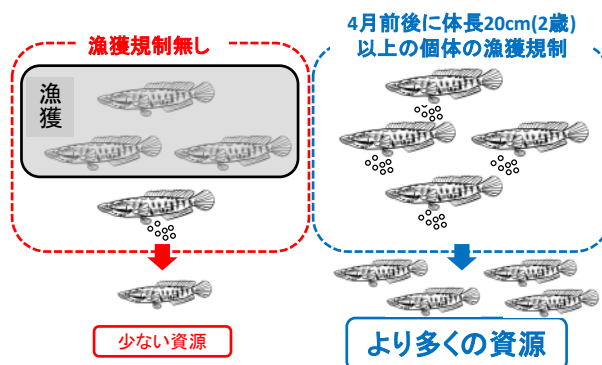 漁獲規制無し
漁獲
少ない資源
4月前後に体長20cm(2歳)
以上の個体の漁獲規制
より多くの資源